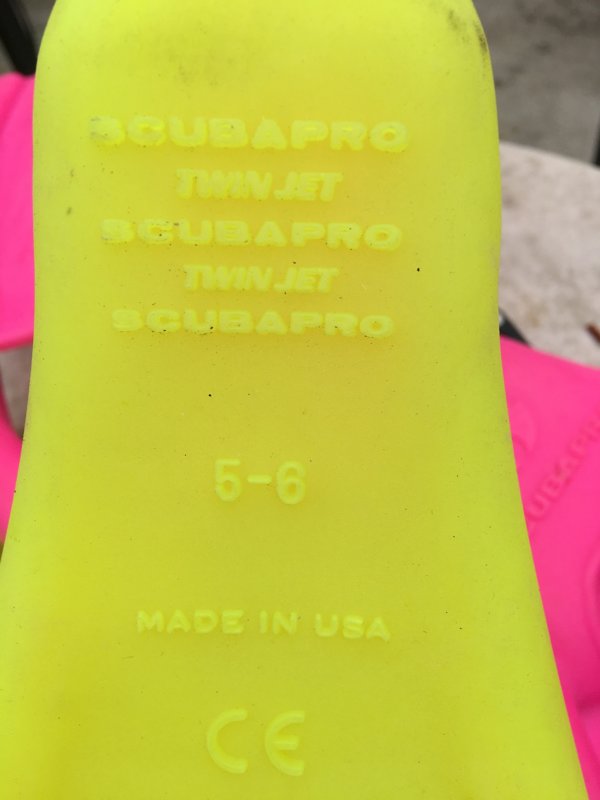 SCUBAPRO
TWIN JET
SCUBAPRO
TWIN JET
SCUBAPRO
5-6
MADE IN USA
CE